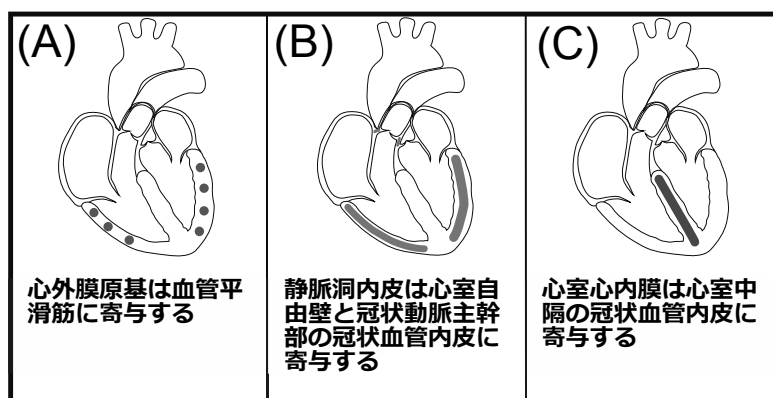 (A)
心外膜原基は血管平
滑筋に寄与する
(B)
静脈洞内皮は心室自
由壁と冠状動脈主幹
部の冠状血管内皮に
寄与する
(C)
心室心内膜は心室中
隔の冠状血管内皮に
寄与する